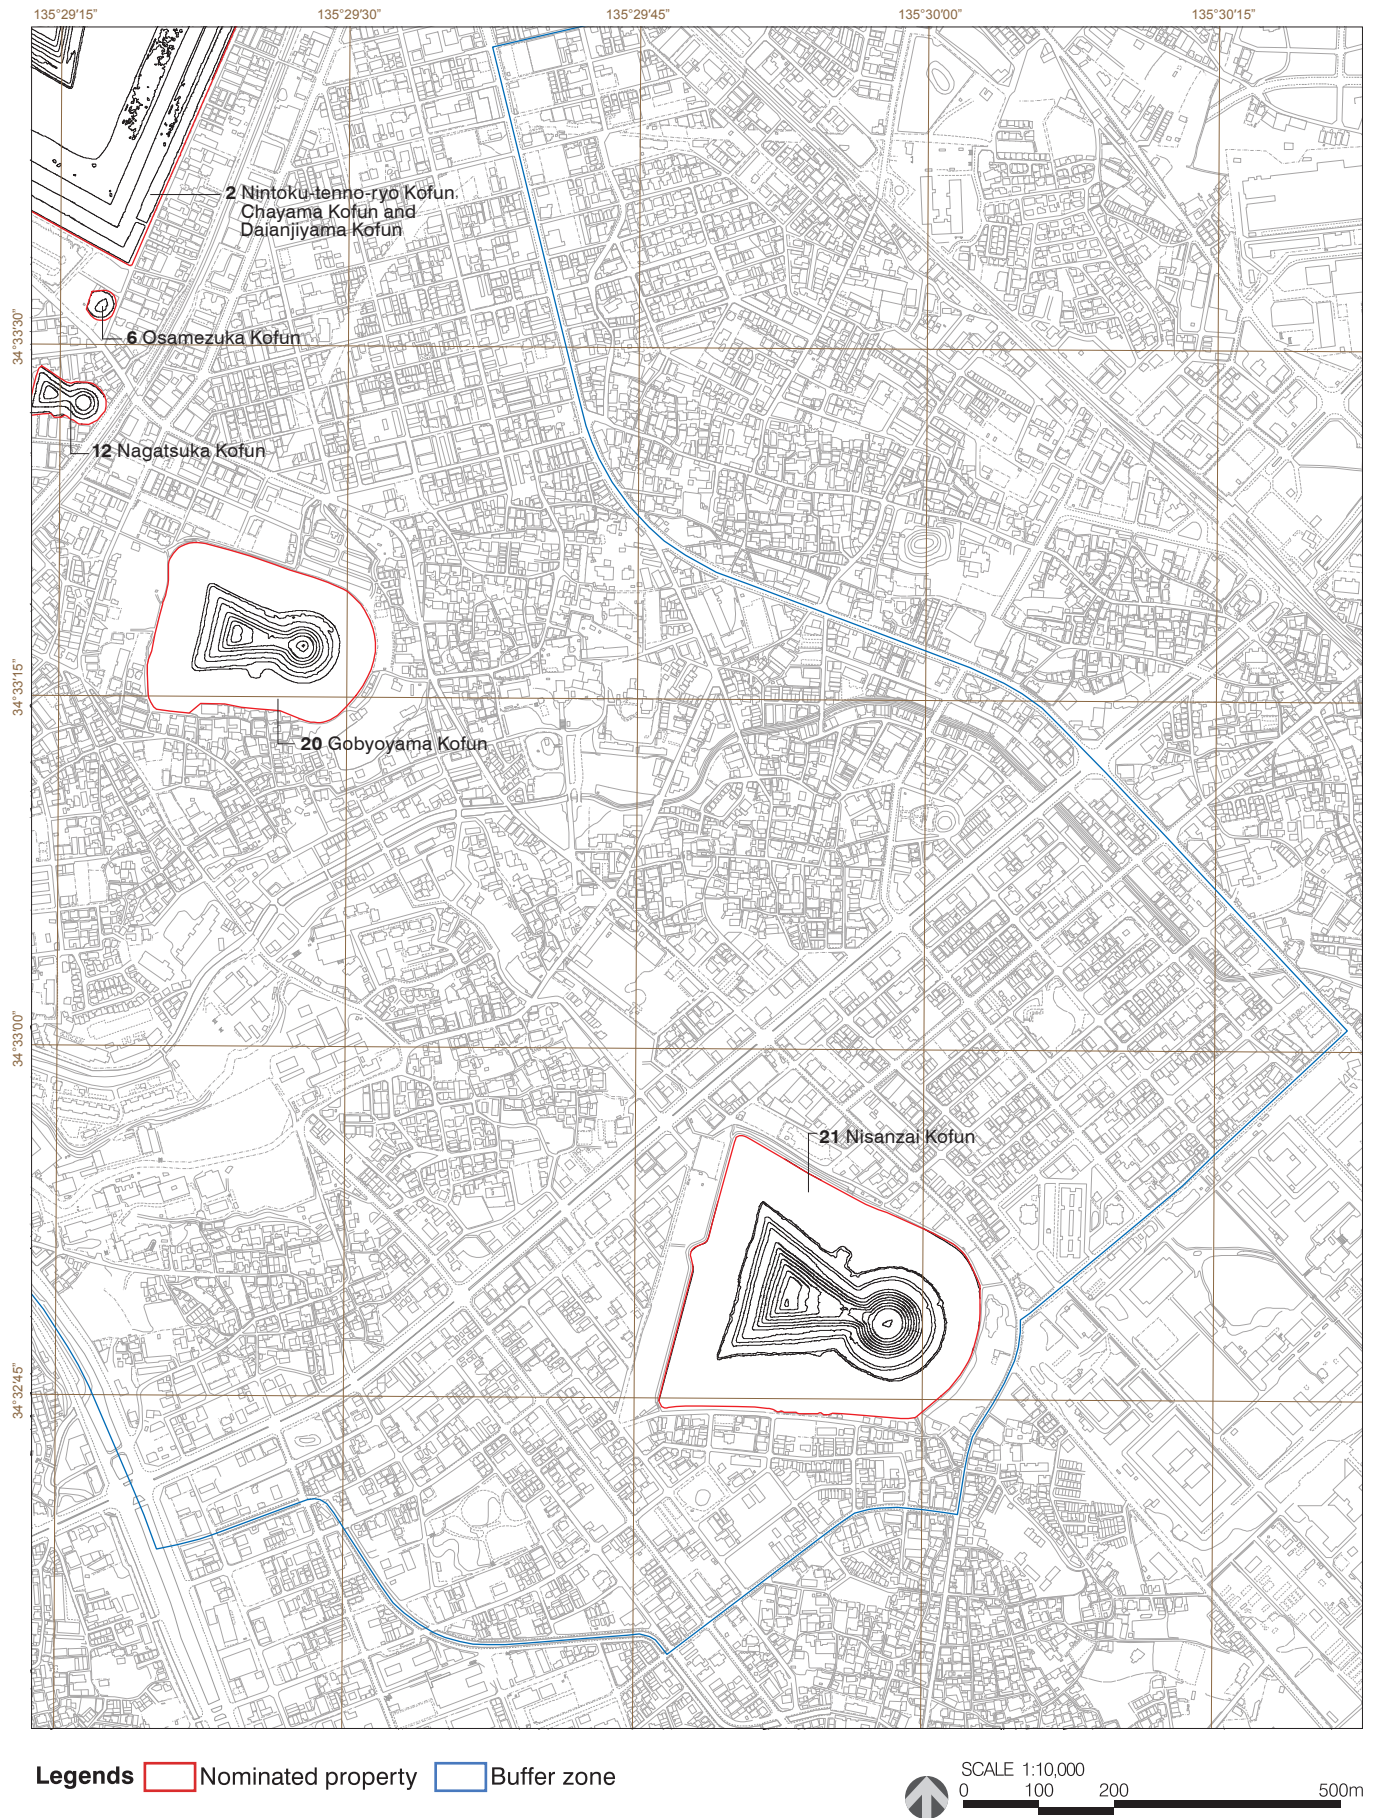 135°29'15" 135°29'30" 135°29'45" 135°30'00" 135°30'15"
2 Nintoku-tenno-ryo Kofun,
Chayama Kofun and
Daianjiyama Kofun
34°33'30"
6 Osamezuka Kofun
12 Nagatsuka Kofun
34°33'15"
20 Gobyoyama Kofun
34°33'00"
21 Nisanzai Kofun
34°32'45"
Legends Nominated property Buffer zone
SCALE 1:10,000
0 100 200 500m